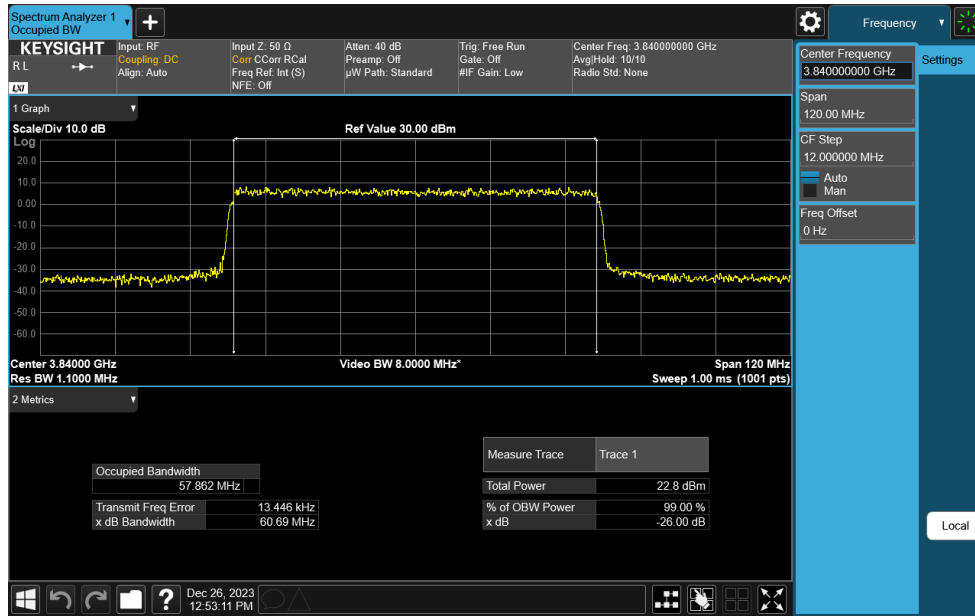 Spectrum Analyzer 1
Occupied BW
Frequency
KEYSIGHT
R L
LXI
Input: RF
Coupling: DC
Align: Auto
Input Z: 50 Ω
Corr CCorr RCal
Freq Ref: Int (S)
NFE: Off
Atten: 40 dB
Preamp: Off
µW Path: Standard
Trig: Free Run
Gate: Off
#IF Gain: Low
Center Freq: 3.840000000 GHz
Avg|Hold: 10/10
Radio Std: None
Center Frequency
3.840000000 GHz
Settings
Span
120.00 MHz
CF Step
12.000000 MHz
Auto
Man
Freq Offset
0 Hz
1 Graph
Scale/Div 10.0 dB
Ref Value 30.00 dBm
Log
20.0
10.0
0.00
-10.0
-20.0
-30.0
-40.0
-50.0
-60.0
Center 3.84000 GHz
Video BW 8.0000 MHz*
Span 120 MHz
Res BW 1.1000 MHz
Sweep 1.00 ms (1001 pts)
2 Metrics
Measure Trace Trace 1
Occupied Bandwidth
57.862 MHz
Total Power 22.8 dBm
Transmit Freq Error 13.446 kHz
% of OBW Power 99.00 %
x dB Bandwidth 60.69 MHz
x dB -26.00 dB
Local
?
Dec 26, 2023
12:53:11 PM